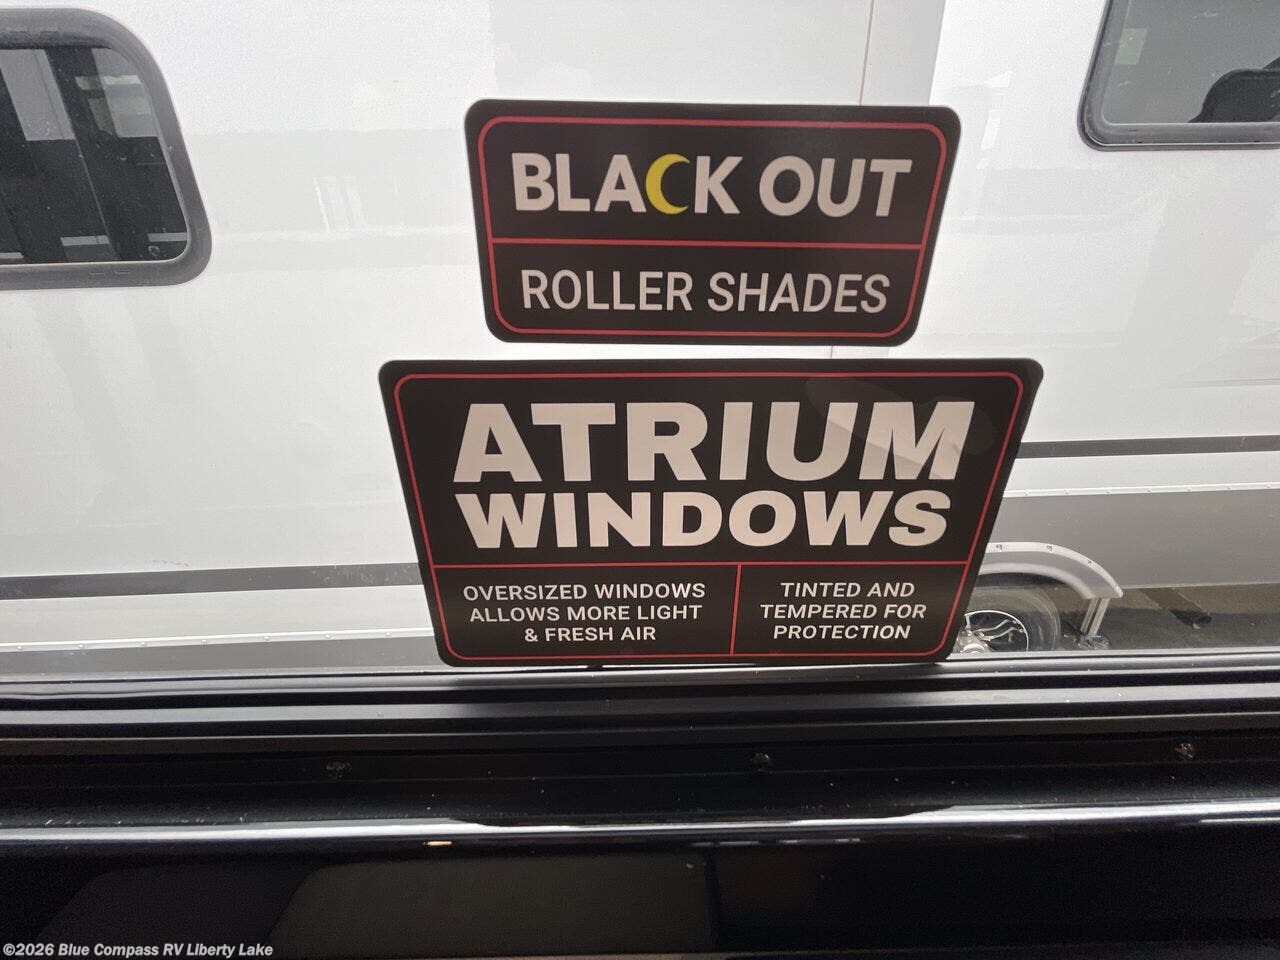 BLACK OUT
ROLLER SHADES
ATRIUM
WINDOWS
OVERSIZED WINDOWS
ALLOWS MORE LIGHT
& FRESH AIR
TINTED AND
TEMPERED FOR
PROTECTION
©2026 Blue Compass RV Liberty Lake